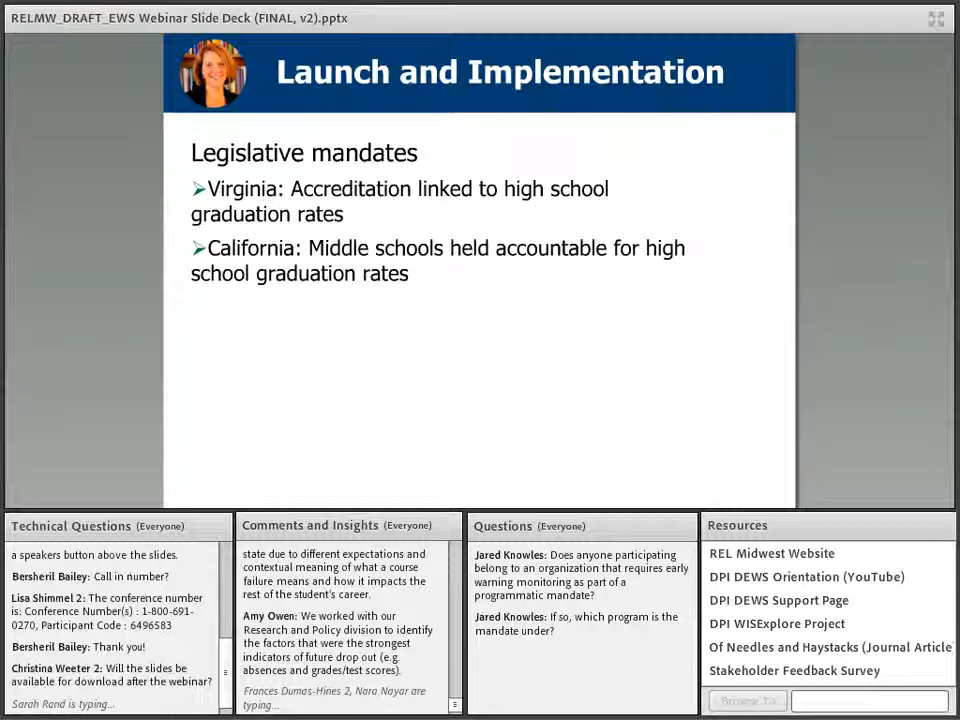 RELMW_DRAFT_EWS Webinar Slide Deck (FINAL, v2).pptx
Launch and Implementation
Legislative mandates
➢Virginia: Accreditation linked to high school
graduation rates
➢California: Middle schools held accountable for high
school graduation rates
Technical Questions (Everyone)
a speakers button above the slides.
Bersheril Bailey: Call in number?
Lisa Shimmel 2: The conference number
is: Conference Number(s) : 1-800-691-
0270, Participant Code : 6496583
Bersheril Bailey: Thank you!
Christina Weeter 2: Will the slides be
available for download after the webinar?
Sarah Rand is typing...
Comments and Insights (Everyone)
state due to different expectations and
contextual meaning of what a course
failure means and how it impacts the
rest of the student's career.
Amy Owen: We worked with our
Research and Policy division to identify
the factors that were the strongest
indicators of future drop out (e.g.
absences and grades/test scores).
Frances Dumas-Hines 2, Nara Nayar are
typing...
Questions (Everyone)
Jared Knowles: Does anyone participating
belong to an organization that requires early
warning monitoring as part of a
programmatic mandate?
Jared Knowles: If so, which program is the
mandate under?
Resources
REL Midwest Website
DPI DEWS Orientation (YouTube)
DPI DEWS Support Page
DPI WISExplore Project
Of Needles and Haystacks (Journal Article
Stakeholder Feedback Survey
Browse To